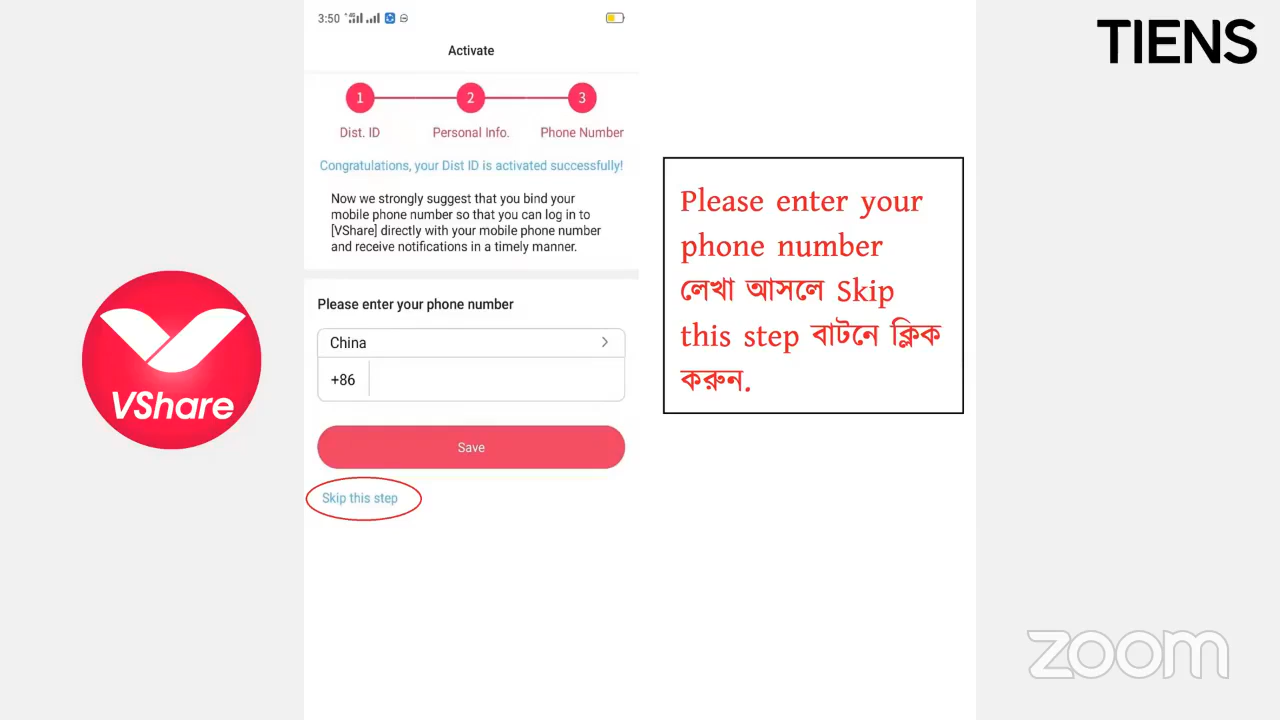 3:50
TIENS
Activate
1 2 3
Dist. ID Personal Info. Phone Number
Congratulations, your Dist ID is activated successfully!
Now we strongly suggest that you bind your
mobile phone number so that you can log in to
[VShare] directly with your mobile phone number
and receive notifications in a timely manner.
Please enter your phone number
China
+86
Save
Skip this step
VShare
Please enter your
phone number
লেখা আসলে Skip
this step বাটনে ক্লিক
করুন.
zoom